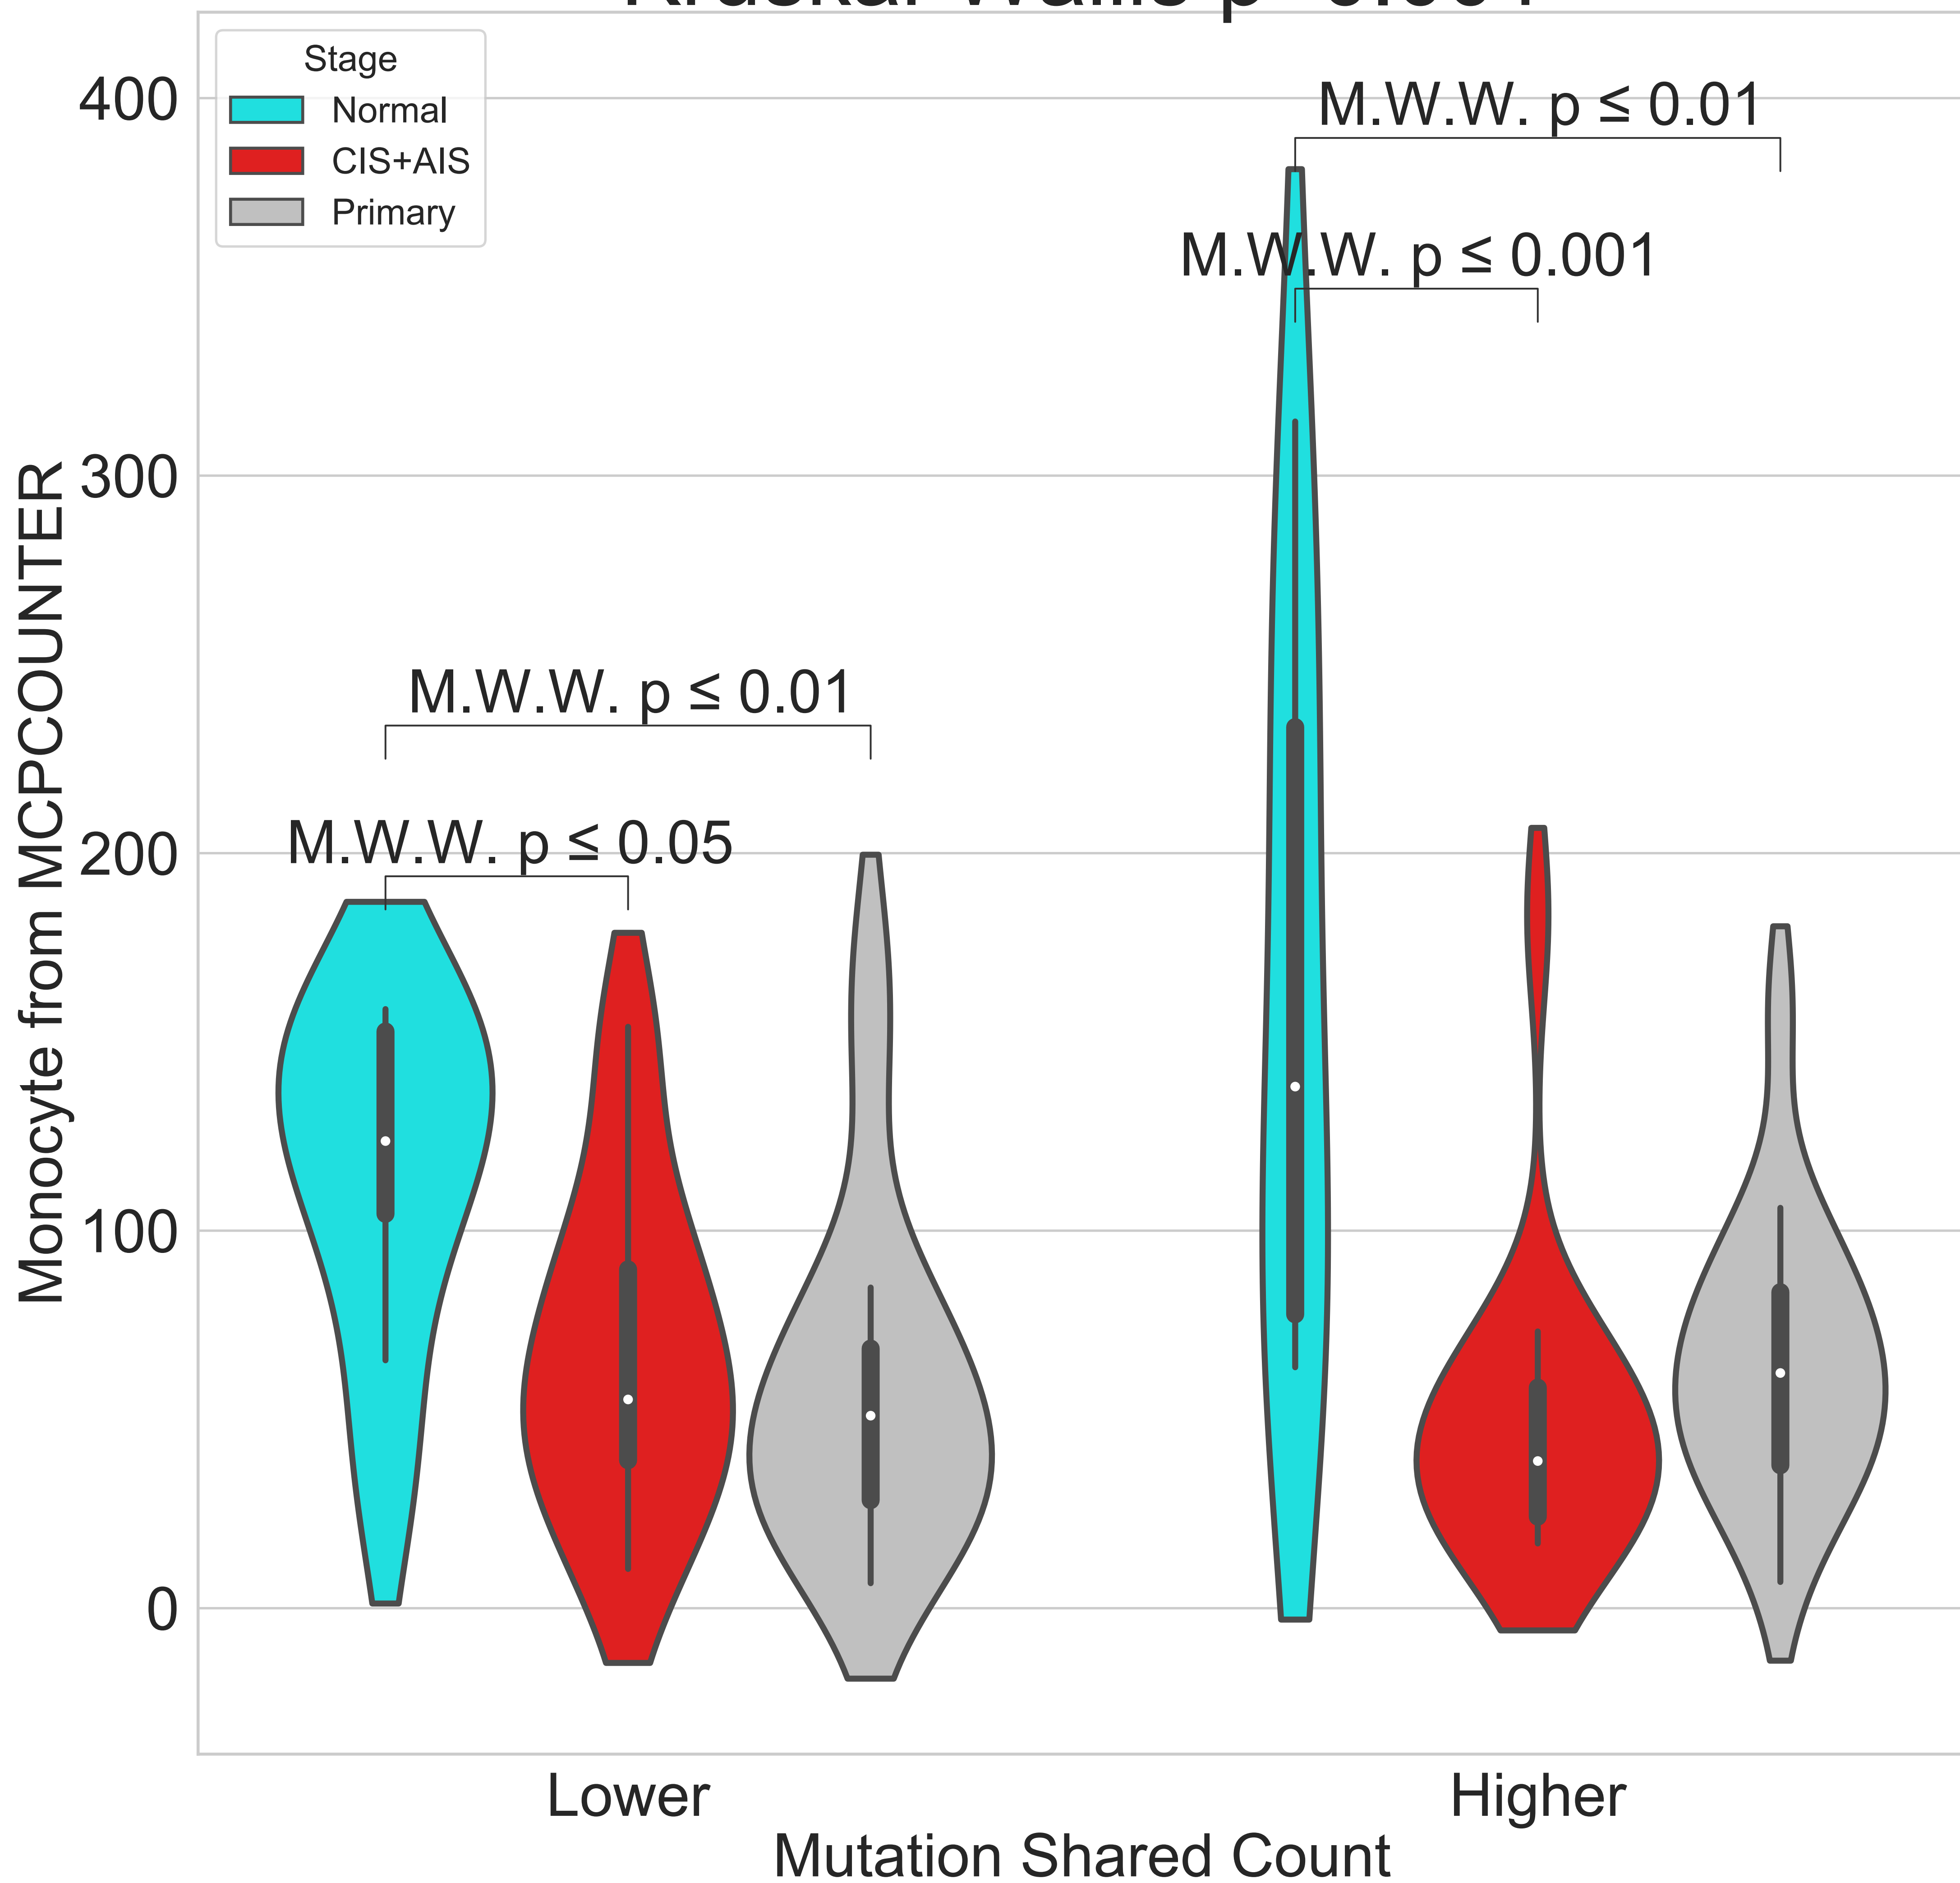 Stage
Normal
CIS+AIS
Primary
400
300
200
100
0
Monocyte from MCPCOUNTER
M.W.W. p ≤ 0.01
M.W.W. p ≤ 0.001
M.W.W. p ≤ 0.01
M.W.W. p ≤ 0.05
Lower
Higher
Mutation Shared Count